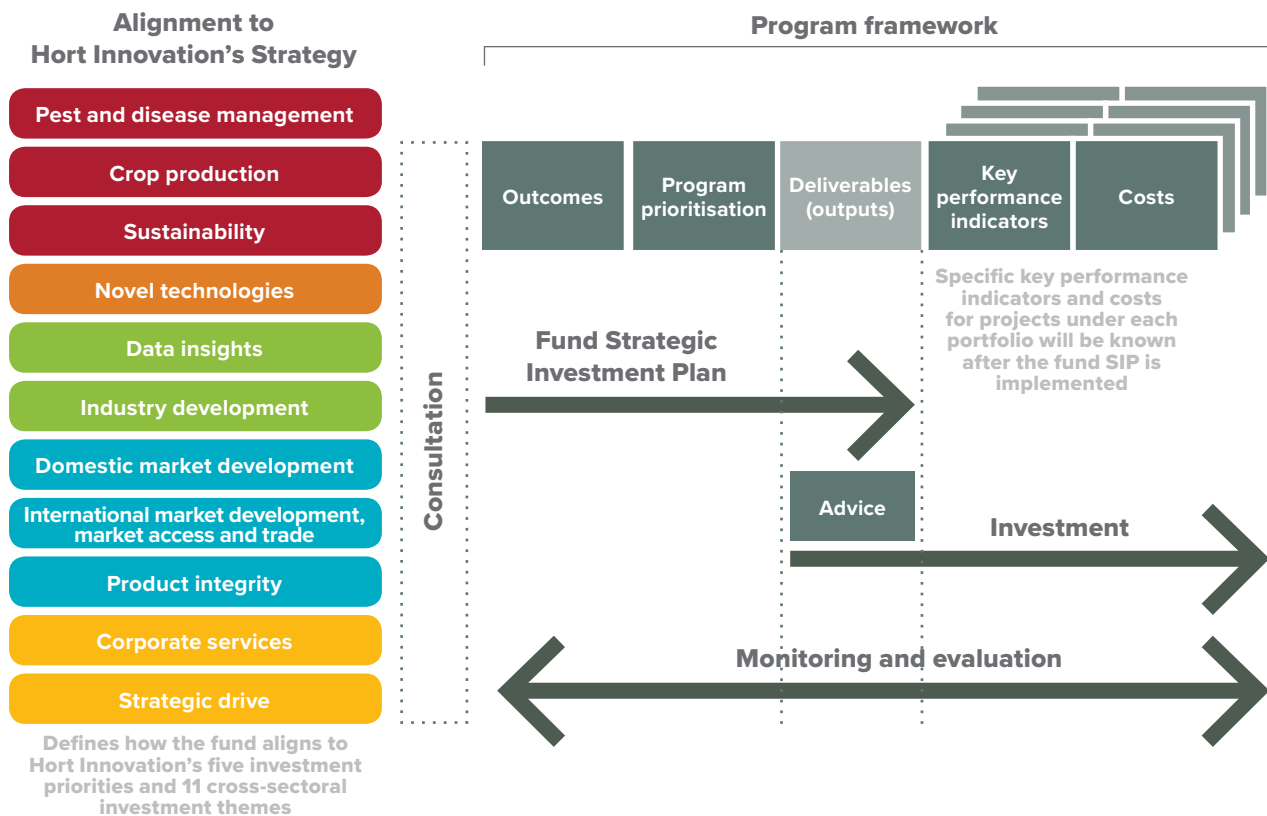 Alignment to
Hort Innovation's Strategy
Pest and disease management
Crop production
Sustainability
Novel technologies
Data insights
Industry development
Domestic market development
International market development,
market access and trade
Product integrity
Corporate services
Strategic drive
Defines how the fund aligns to
Hort Innovation's five investment
priorities and 11 cross-sectoral
investment themes
Consultation
Program framework
Outcomes
Program
prioritisation
Deliverables
(outputs)
Key
performance
indicators
Costs
Specific key performance
indicators and costs
for projects under each
portfolio will be known
after the fund SIP is
implemented
Fund Strategic
Investment Plan
Advice
Investment
Monitoring and evaluation